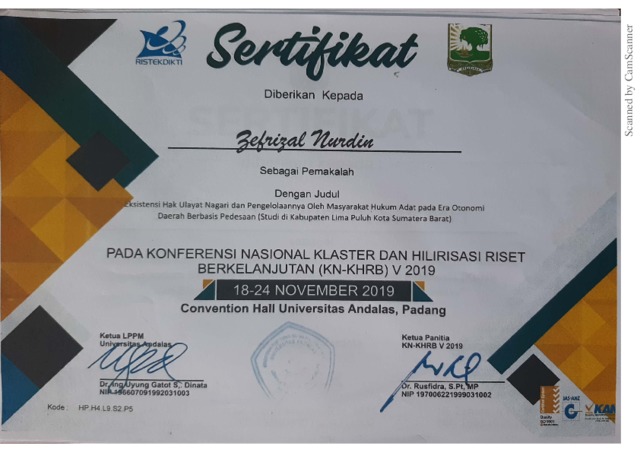 RISTEKDIKTI
Sertifikat
Diberikan Kepada
Zefrizal Nurdin
Sebagai Pemakalah
Dengan Judul
Eksistensi Hak Ulayat Nagari dan Pengelolaannya Oleh Masyarakat Hukum Adat pada Era Otonomi
Daerah Berbasis Pedesaan (Studi di Kabupaten Lima Puluh Kota Sumatera Barat)
PADA KONFERENSI NASIONAL KLASTER DAN HILIRISASI RISET
BERKELANJUTAN (KN-KHRB) V 2019
18-24 NOVEMBER 2019
Convention Hall Universitas Andalas, Padang
Ketua LPPM
Universitas Andalas
Dr.Ing Uyung Gatot S. Dinata
NIP 196607091992031003
Ketua Panitia
KN-KHRB V 2019
Dr. Rusfidra, S.Pt, MP
NIP 197006221999031002
Kode : HP.H4.L9.S2.P5
JAS-ANZ
KAN
Scanned by CamScanner